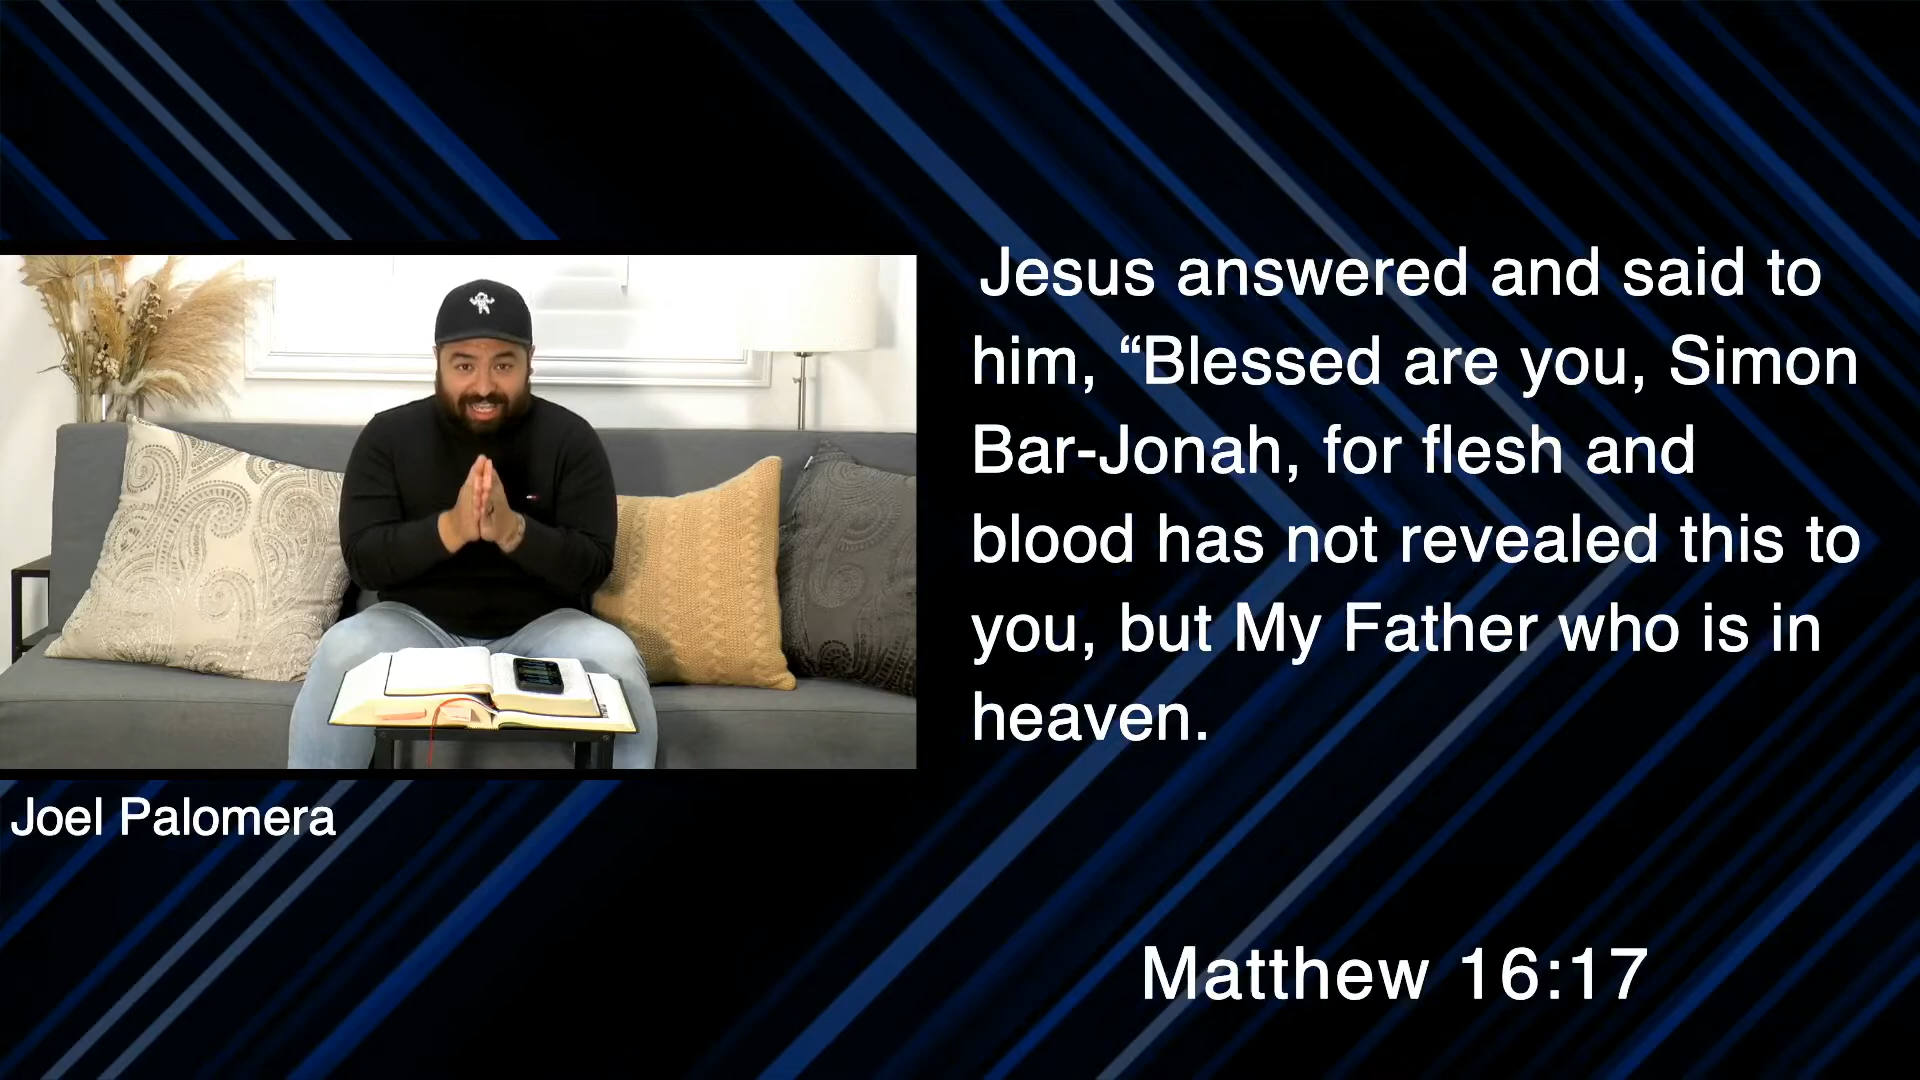 Jesus answered and said to
him, “Blessed are you, Simon
Bar-Jonah, for flesh and
blood has not revealed this to
you, but My Father who is in
heaven.
Joel Palomera
Matthew 16:17